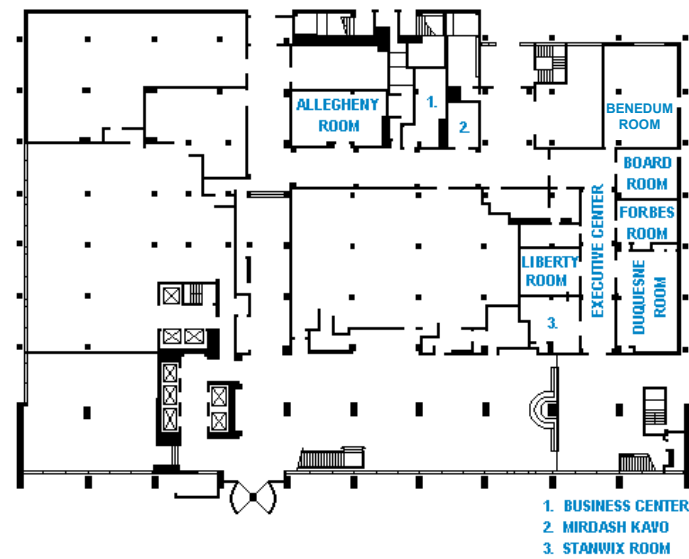 ALLEGHENY
ROOM
1.
2.
BENEDUM
ROOM
BOARD
ROOM
FORBES
ROOM
EXECUTIVE CENTER
LIBERTY
ROOM
DUQUESNE
ROOM
3.
1. BUSINESS CENTER
2. MIRDASH KAVO
3. STANWIX ROOM